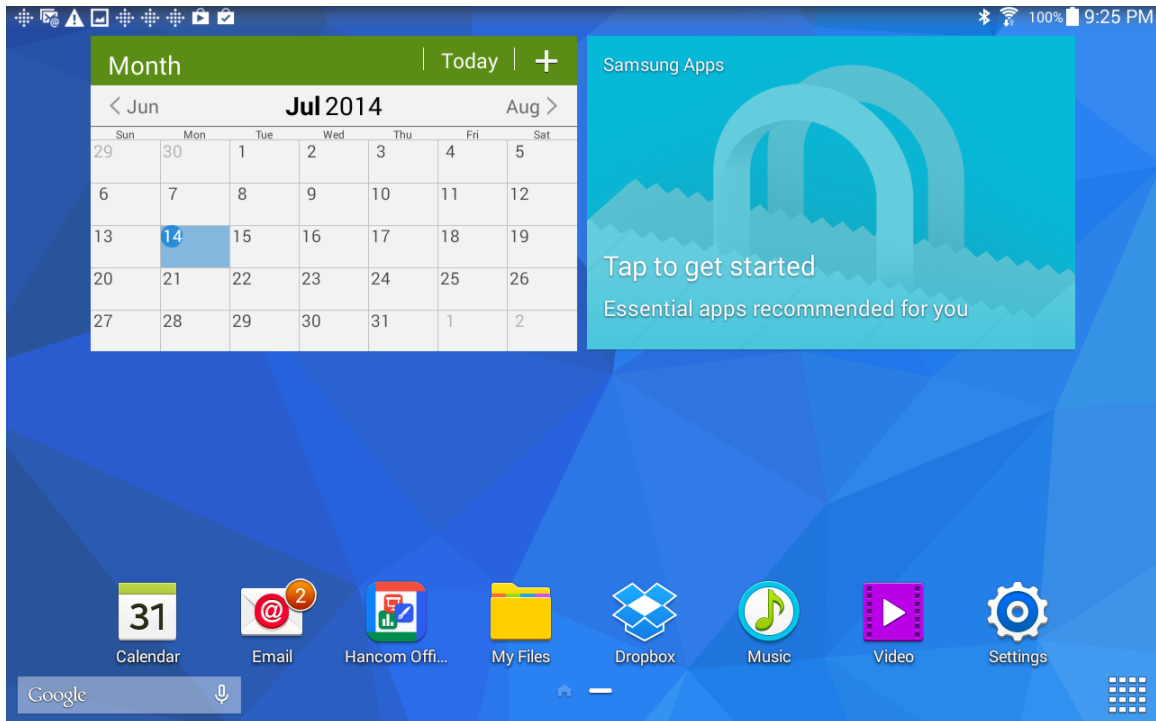 100% 9:25 PM
Month Today +
< Jun Jul 2014 Aug >
Sun Mon Tue Wed Thu Fri Sat
29 30 1 2 3 4 5
6 7 8 9 10 11 12
13 14 15 16 17 18 19
20 21 22 23 24 25 26
27 28 29 30 31 1 2
Samsung Apps
Tap to get started
Essential apps recommended for you
31 @ 2
Calendar Email Hancom Offi... My Files Dropbox Music Video Settings
Google